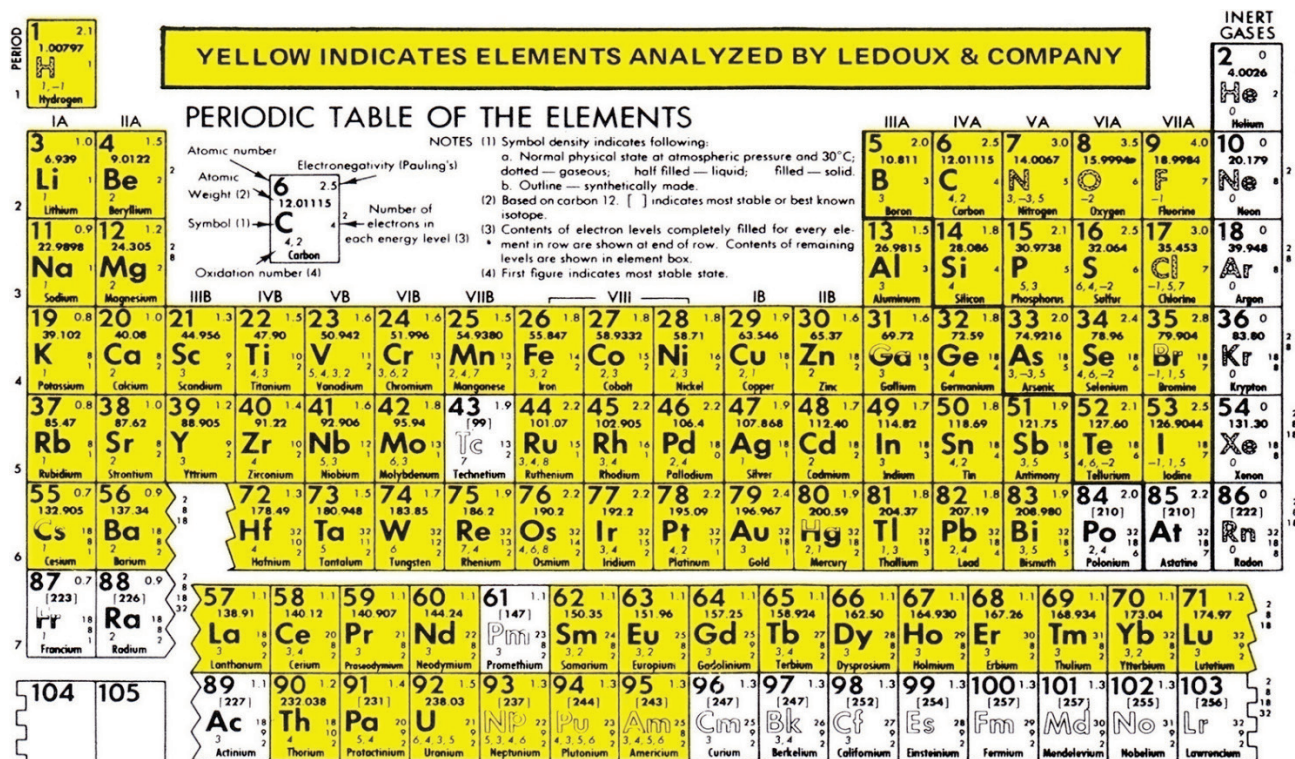 INERT
GASES
PERIOD
YELLOW INDICATES ELEMENTS ANALYZED BY LEDOUX & COMPANY
PERIODIC TABLE OF THE ELEMENTS
Atomic number
Electronegativity (Pauling's)
Atomic
Weight (2)
Symbol (1)
Number of
electrons in
each energy level (3)
Oxidation number (4)
6 2.5
12.01115
C 4
4, 2
Carbon
NOTES (1) Symbol density indicates following:
a. Normal physical state at atmospheric pressure and 30°C;
dotted — gaseous; half filled — liquid; filled — solid.
b. Outline — synthetically made.
(2) Based on carbon 12. [ ] indicates most stable or best known
isotope.
(3) Contents of electron levels completely filled for every ele-
ment in row are shown at end of row. Contents of remaining
levels are shown in element box.
(4) First figure indicates most stable state.
IA IIA IIIB IVB VB VIB VIIB VIII IB IIB IIIA IVA VA VIA VIIA
1
1 2.1 2 0
1.00797 4.0026
H He
Hydrogen Helium
2
3 1.0 4 1.5 5 2.0 6 2.5 7 3.0 8 3.5 9 4.0 10 0
6.939 9.0122 10.811 12.01115 14.0067 15.9994 18.9984 20.179
Li Be B C N O F Ne
Lithium Beryllium Boron Carbon Nitrogen Oxygen Fluorine Neon
3
11 0.9 12 1.2 13 1.5 14 1.8 15 2.1 16 2.5 17 3.0 18 0
22.9898 24.305 26.9815 28.086 30.9738 32.064 35.453 39.948
Na Mg Al Si P S Cl Ar
Sodium Magnesium Aluminum Silicon Phosphorus Sulfur Chlorine Argon
4
19 0.8 20 1.0 21 1.3 22 1.5 23 1.6 24 1.6 25 1.5 26 1.8 27 1.8 28 1.8 29 1.9 30 1.6 31 1.6 32 1.8 33 2.0 34 2.4 35 2.8 36 0
39.102 40.08 44.956 47.90 50.942 51.996 54.9380 55.847 58.9332 58.71 63.546 65.37 69.72 72.59 74.9216 78.96 79.904 83.80
K Ca Sc Ti V Cr Mn Fe Co Ni Cu Zn Ga Ge As Se Br Kr
Potassium Calcium Scandium Titanium Vanadium Chromium Manganese Iron Cobalt Nickel Copper Zinc Gallium Germanium Arsenic Selenium Bromine Krypton
5
37 0.8 38 1.0 39 1.2 40 1.4 41 1.6 42 1.8 43 1.9 44 2.2 45 2.2 46 2.2 47 1.9 48 1.7 49 1.7 50 1.8 51 1.9 52 2.1 53 2.5 54 0
85.47 87.62 88.905 91.22 92.906 95.94 [99] 101.07 102.905 106.4 107.868 112.40 114.82 118.69 121.75 127.60 126.9044 131.30
Rb Sr Y Zr Nb Mo Tc Ru Rh Pd Ag Cd In Sn Sb Te I Xe
Rubidium Strontium Yttrium Zirconium Niobium Molybdenum Technetium Ruthenium Rhodium Palladium Silver Cadmium Indium Tin Antimony Tellurium Iodine Xenon
6
55 0.7 56 0.9 72 1.3 73 1.5 74 1.7 75 1.9 76 2.2 77 2.2 78 2.2 79 2.4 80 1.9 81 1.8 82 1.8 83 1.9 84 2.0 85 2.2 86 0
132.905 137.34 178.49 180.948 183.85 186.2 190.2 192.2 195.09 196.967 200.59 204.37 207.19 208.980 [210] [210] [222]
Cs Ba Hf Ta W Re Os Ir Pt Au Hg Tl Pb Bi Po At Rn
Cesium Barium Hafnium Tantalum Tungsten Rhenium Osmium Iridium Platinum Gold Mercury Thallium Lead Bismuth Polonium Astatine Radon
7
87 0.7 88 0.9
[223] [226]
Fr Ra
Francium Radium
57 1.1 58 1.1 59 1.1 60 1.1 61 1.1 62 1.1 63 1.1 64 1.1 65 1.1 66 1.1 67 1.1 68 1.1 69 1.1 70 1.1 71 1.2
138.91 140.12 140.907 144.24 [147] 150.35 151.96 157.25 158.924 162.50 164.930 167.26 168.934 173.04 174.97
La Ce Pr Nd Pm Sm Eu Gd Tb Dy Ho Er Tm Yb Lu
Lanthanum Cerium Praseodymium Neodymium Promethium Samarium Europium Gadolinium Terbium Dysprosium Holmium Erbium Thulium Ytterbium Lutetium
104 105
89 1.1 90 1.2 91 1.4 92 1.5 93 1.3 94 1.3 95 1.3 96 1.3 97 1.3 98 1.3 99 1.3 100 1.3 101 1.3 102 1.3 103
[227] 232.038 [231] 238.03 [237] [244] [243] [247] [247] [252] [254] [257] [257] [255] [256]
Ac Th Pa U Np Pu Am Cm Bk Cf Es Fm Md No Lr
Actinium Thorium Protactinium Uranium Neptunium Plutonium Americium Curium Berkelium Californium Einsteinium Fermium Mendelevium Nobelium Lawrencium